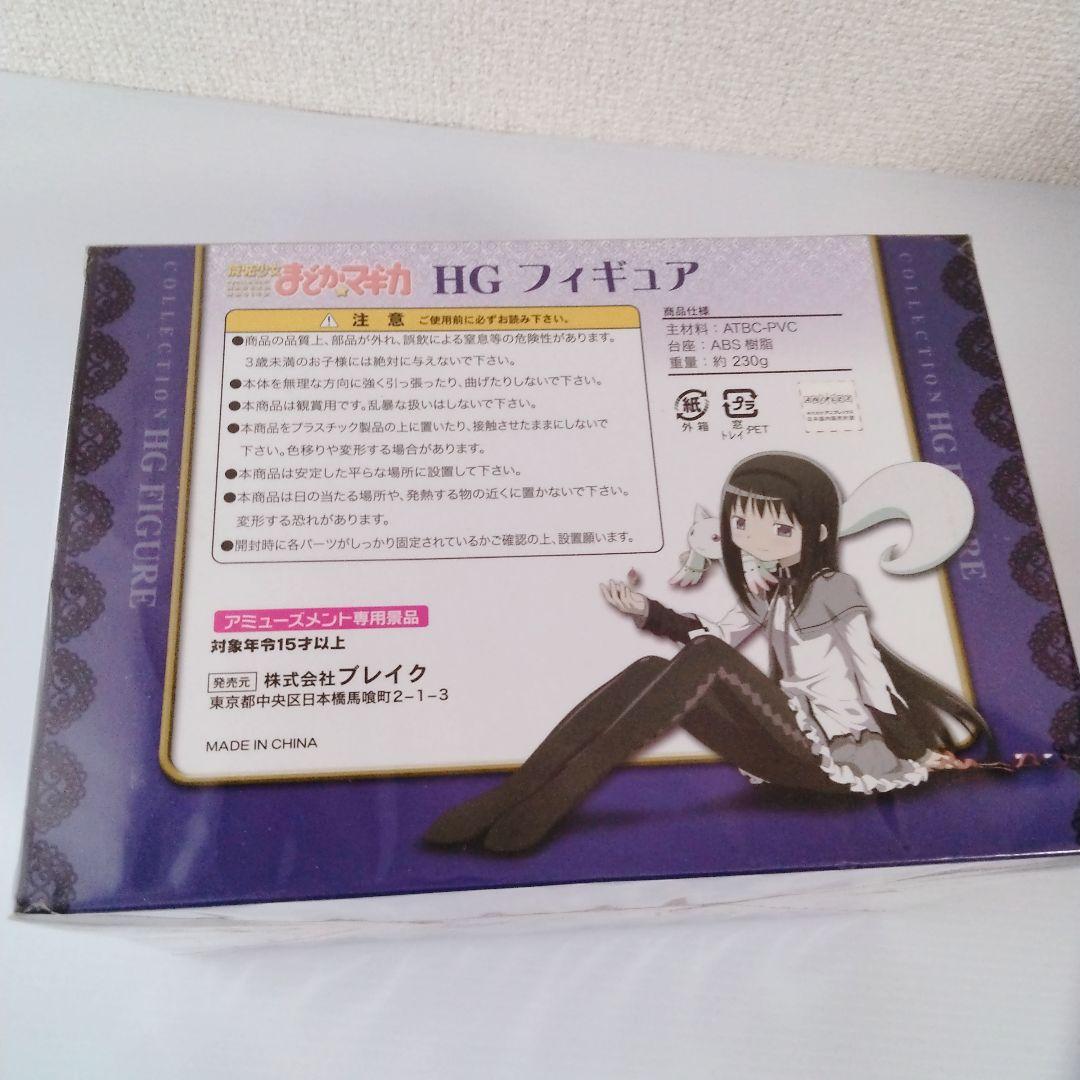 魔法少女
まどか★マギカ
HG フィギュア
COLLECTION HG FIGURE
注 意 ご使用前に必ずお読み下さい。
●商品の品質上、部品が外れ、誤飲による窒息等の危険性があります。
3歳未満のお子様には絶対に与えないで下さい。
●本体を無理な方向に強く引っ張ったり、曲げたりしないで下さい。
●本商品は観賞用です。乱暴な扱いはしないで下さい。
●本商品をプラスチック製品の上に置いたり、接触させたままにしないで
下さい。色移りや変形する場合があります。
●本商品は安定した平らな場所に設置して下さい。
●本商品は日の当たる場所や、発熱する物の近くに置かないで下さい。
変形する恐れがあります。
●開封時に各パーツがしっかり固定されているかご確認の上、設置願います。
商品仕様
主材料：ATBC-PVC
台座：ABS 樹脂
重量：約 230g
紙
外箱
プラ
窓:PET
トレイ
アミューズメント専用景品
対象年令15才以上
発売元 株式会社ブレイク
東京都中央区日本橋馬喰町2-1-3
MADE IN CHINA
COLLECTION HG